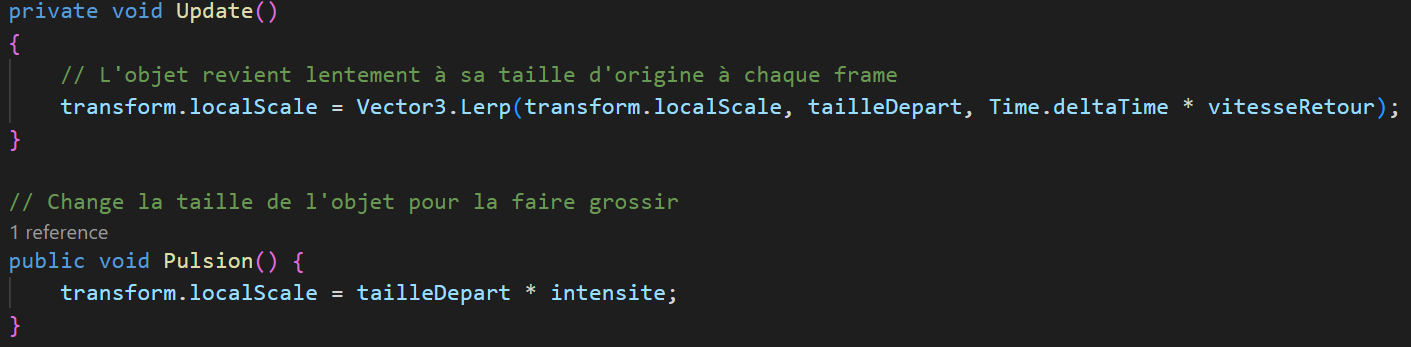 private void Update()
{
// L'objet revient lentement à sa taille d'origine à chaque frame
transform.localScale = Vector3.Lerp(transform.localScale, tailleDepart, Time.deltaTime * vitesseRetour);
}
// Change la taille de l'objet pour la faire grossir
1 reference
public void Pulsion() {
transform.localScale = tailleDepart * intensite;
}